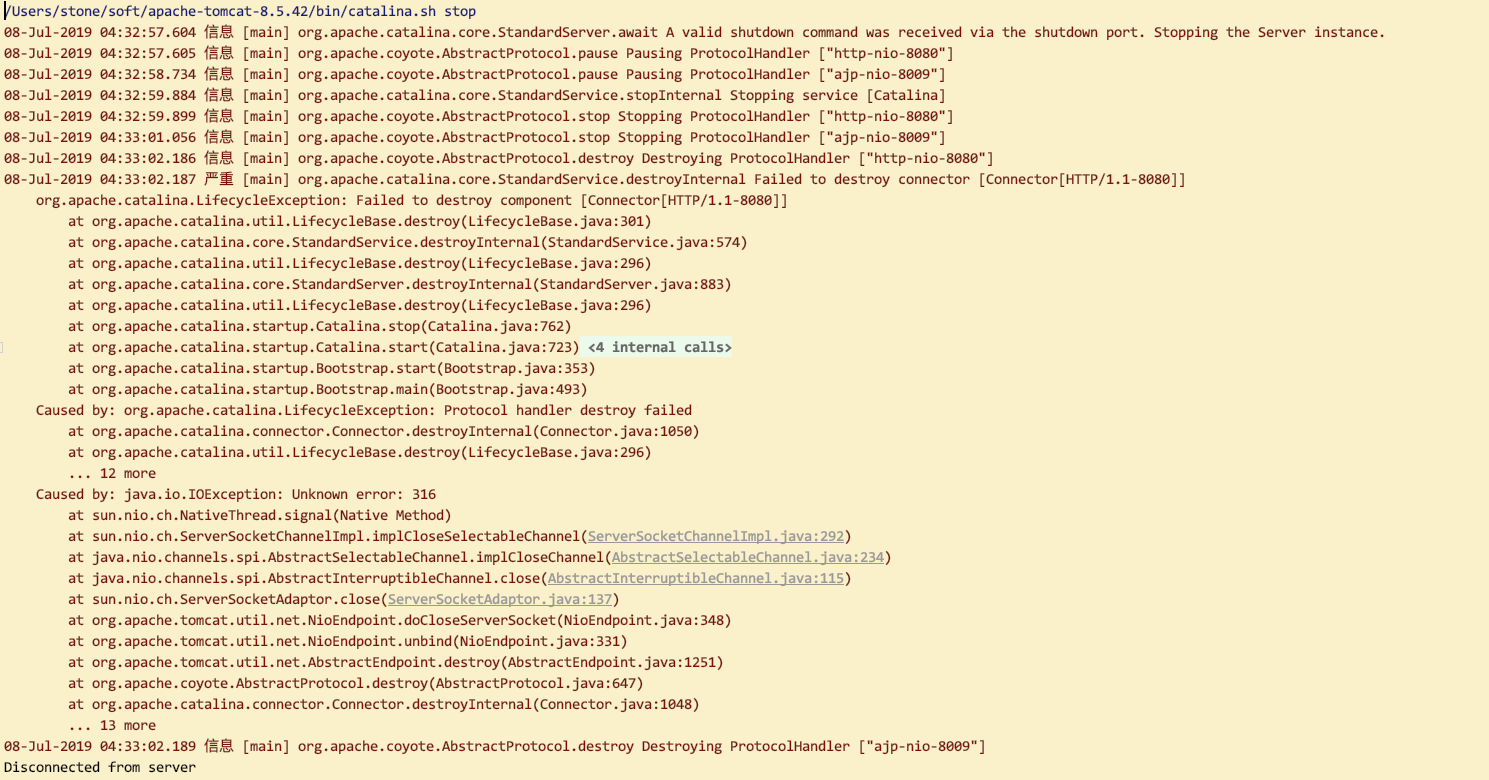 /Users/stone/soft/apache-tomcat-8.5.42/bin/catalina.sh stop
08-Jul-2019 04:32:57.604 信息 [main] org.apache.catalina.core.StandardServer.await A valid shutdown command was received via the shutdown port. Stopping the Server instance.
08-Jul-2019 04:32:57.605 信息 [main] org.apache.coyote.AbstractProtocol.pause Pausing ProtocolHandler ["http-nio-8080"]
08-Jul-2019 04:32:58.734 信息 [main] org.apache.coyote.AbstractProtocol.pause Pausing ProtocolHandler ["ajp-nio-8009"]
08-Jul-2019 04:32:59.884 信息 [main] org.apache.catalina.core.StandardService.stopInternal Stopping service [Catalina]
08-Jul-2019 04:32:59.899 信息 [main] org.apache.coyote.AbstractProtocol.stop Stopping ProtocolHandler ["http-nio-8080"]
08-Jul-2019 04:33:01.056 信息 [main] org.apache.coyote.AbstractProtocol.stop Stopping ProtocolHandler ["ajp-nio-8009"]
08-Jul-2019 04:33:02.186 信息 [main] org.apache.coyote.AbstractProtocol.destroy Destroying ProtocolHandler ["http-nio-8080"]
08-Jul-2019 04:33:02.187 严重 [main] org.apache.catalina.core.StandardService.destroyInternal Failed to destroy connector [Connector[HTTP/1.1-8080]]
org.apache.catalina.LifecycleException: Failed to destroy component [Connector[HTTP/1.1-8080]]
at org.apache.catalina.util.LifecycleBase.destroy(LifecycleBase.java:301)
at org.apache.catalina.core.StandardService.destroyInternal(StandardService.java:574)
at org.apache.catalina.util.LifecycleBase.destroy(LifecycleBase.java:296)
at org.apache.catalina.core.StandardServer.destroyInternal(StandardServer.java:883)
at org.apache.catalina.util.LifecycleBase.destroy(LifecycleBase.java:296)
at org.apache.catalina.startup.Catalina.stop(Catalina.java:762)
at org.apache.catalina.startup.Catalina.start(Catalina.java:723) <4 internal calls>
at org.apache.catalina.startup.Bootstrap.start(Bootstrap.java:353)
at org.apache.catalina.startup.Bootstrap.main(Bootstrap.java:493)
Caused by: org.apache.catalina.LifecycleException: Protocol handler destroy failed
at org.apache.catalina.connector.Connector.destroyInternal(Connector.java:1050)
at org.apache.catalina.util.LifecycleBase.destroy(LifecycleBase.java:296)
... 12 more
Caused by: java.io.IOException: Unknown error: 316
at sun.nio.ch.NativeThread.signal(Native Method)
at sun.nio.ch.ServerSocketChannelImpl.implCloseSelectableChannel(ServerSocketChannelImpl.java:292)
at java.nio.channels.spi.AbstractSelectableChannel.implCloseChannel(AbstractSelectableChannel.java:234)
at java.nio.channels.spi.AbstractInterruptibleChannel.close(AbstractInterruptibleChannel.java:115)
at sun.nio.ch.ServerSocketAdaptor.close(ServerSocketAdaptor.java:137)
at org.apache.tomcat.util.net.NioEndpoint.doCloseServerSocket(NioEndpoint.java:348)
at org.apache.tomcat.util.net.NioEndpoint.unbind(NioEndpoint.java:331)
at org.apache.tomcat.util.net.AbstractEndpoint.destroy(AbstractEndpoint.java:1251)
at org.apache.coyote.AbstractProtocol.destroy(AbstractProtocol.java:647)
at org.apache.catalina.connector.Connector.destroyInternal(Connector.java:1048)
... 13 more
08-Jul-2019 04:33:02.189 信息 [main] org.apache.coyote.AbstractProtocol.destroy Destroying ProtocolHandler ["ajp-nio-8009"]
Disconnected from server